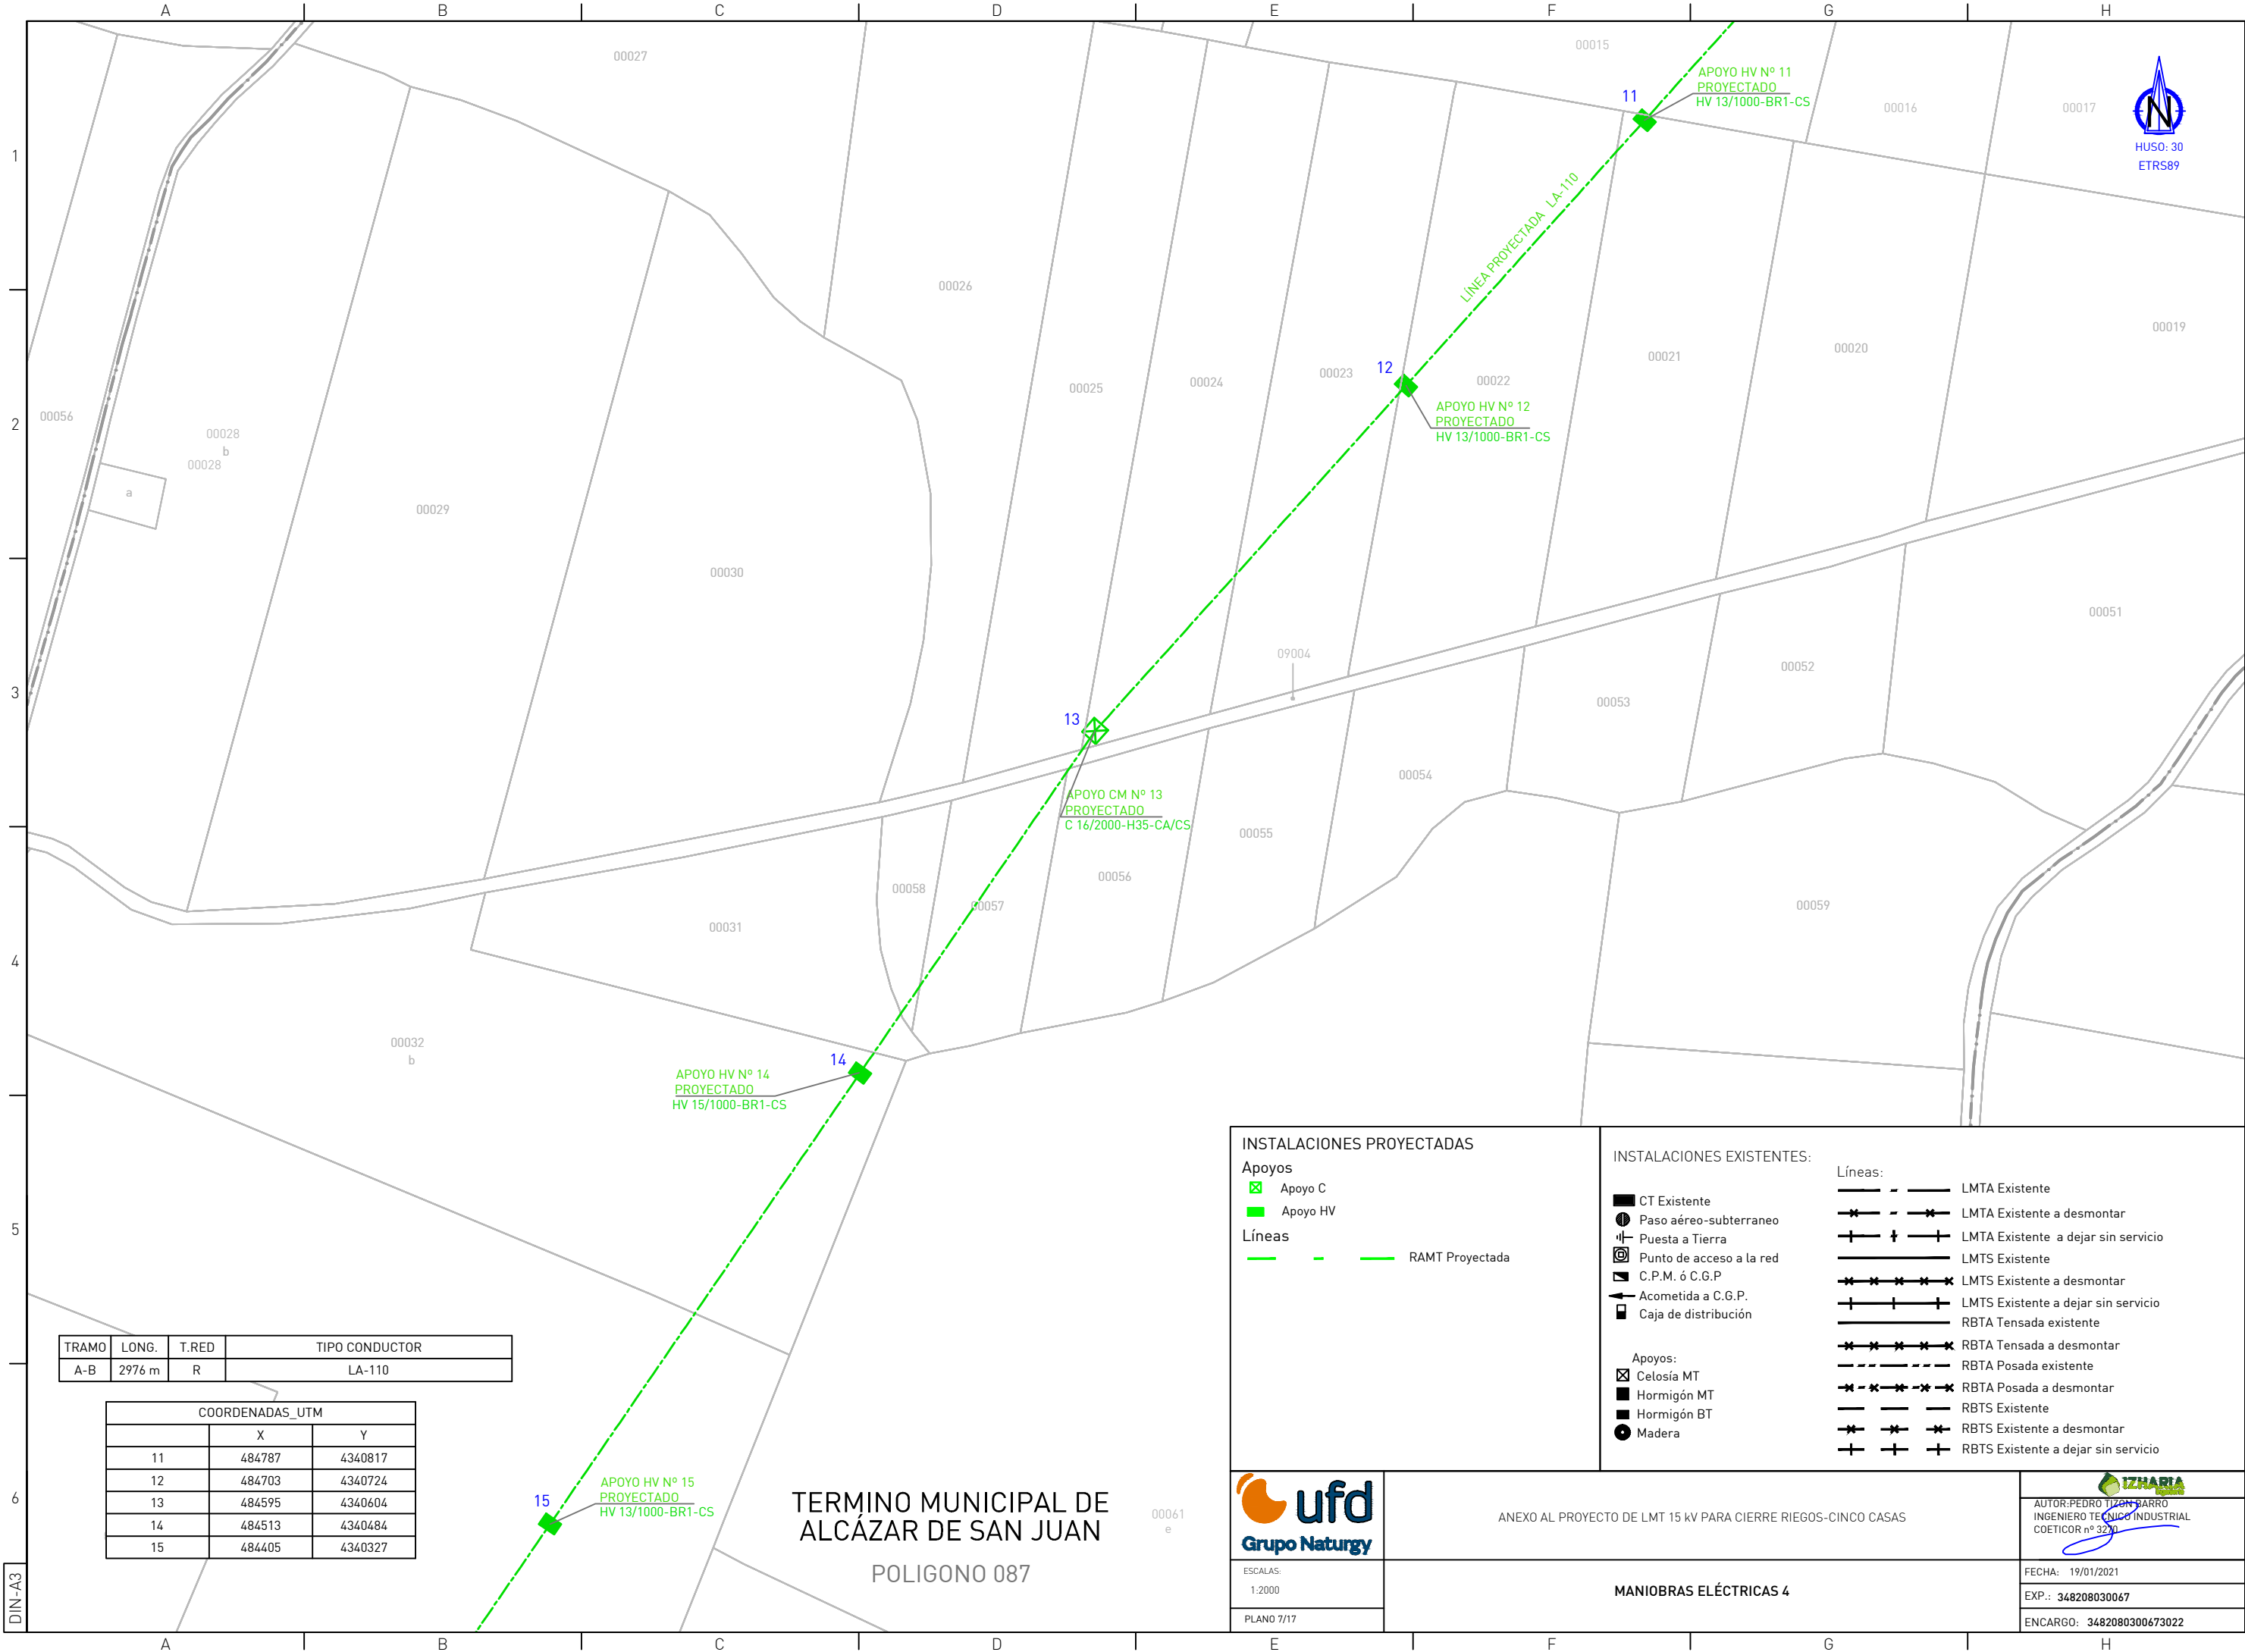 A B C D E F G H
1
2
3
4
5
6
DIN-A3
A B C D E F G H
00027
00015
00016
00017
00026
00019
00020
00021
00022
00023
00024
00025
00056
00028
b
00028
a
00029
00030
09004
00051
00052
00053
00054
00055
00056
00057
00058
00059
00031
00032
b
00061
e
HUSO: 30
ETRS89
N
11
APOYO HV Nº 11
PROYECTADO
HV 13/1000-BR1-CS
LÍNEA PROYECTADA LA-110
12
APOYO HV Nº 12
PROYECTADO
HV 13/1000-BR1-CS
13
APOYO CM Nº 13
PROYECTADO
C 16/2000-H35-CA/CS
14
APOYO HV Nº 14
PROYECTADO
HV 15/1000-BR1-CS
15
APOYO HV Nº 15
PROYECTADO
HV 13/1000-BR1-CS
TRAMO LONG. T.RED TIPO CONDUCTOR
A-B 2976 m R LA-110
COORDENADAS_UTM
X Y
11 484787 4340817
12 484703 4340724
13 484595 4340604
14 484513 4340484
15 484405 4340327
TERMINO MUNICIPAL DE
ALCÁZAR DE SAN JUAN
POLIGONO 087
INSTALACIONES PROYECTADAS
Apoyos
Apoyo C
Apoyo HV
Líneas
RAMT Proyectada
INSTALACIONES EXISTENTES:
CT Existente
Paso aéreo-subterraneo
Puesta a Tierra
Punto de acceso a la red
C.P.M. ó C.G.P
Acometida a C.G.P.
Caja de distribución
Apoyos:
Celosía MT
Hormigón MT
Hormigón BT
Madera
Líneas:
LMTA Existente
LMTA Existente a desmontar
LMTA Existente a dejar sin servicio
LMTS Existente
LMTS Existente a desmontar
LMTS Existente a dejar sin servicio
RBTA Tensada existente
RBTA Tensada a desmontar
RBTA Posada existente
RBTA Posada a desmontar
RBTS Existente
RBTS Existente a desmontar
RBTS Existente a dejar sin servicio
ufd
Grupo Naturgy
ESCALAS:
1:2000
PLANO 7/17
ANEXO AL PROYECTO DE LMT 15 kV PARA CIERRE RIEGOS-CINCO CASAS
MANIOBRAS ELÉCTRICAS 4
IZHARIA
AUTOR:PEDRO TIZON BARRO
INGENIERO TECNICO INDUSTRIAL
COETICOR nº 3270
FECHA: 19/01/2021
EXP.: 348208030067
ENCARGO: 3482080300673022